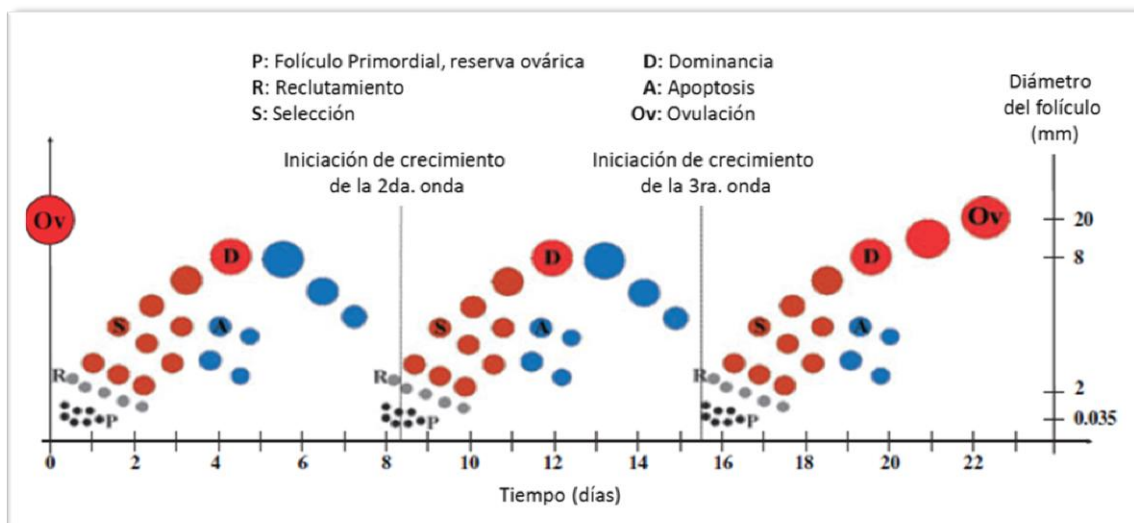 P: Folículo Primordial, reserva ovárica
R: Reclutamiento
S: Selección
D: Dominancia
A: Apoptosis
Ov: Ovulación
Diámetro
del folículo
(mm)
Iniciación de crecimiento
de la 2da. onda
Iniciación de crecimiento
de la 3ra. onda
Ov
D
S
A
R
P
D
S
A
R
P
Ov
D
S
A
R
P
20
8
2
0.035
0 2 4 6 8 10 12 14 16 18 20 22
Tiempo (días)